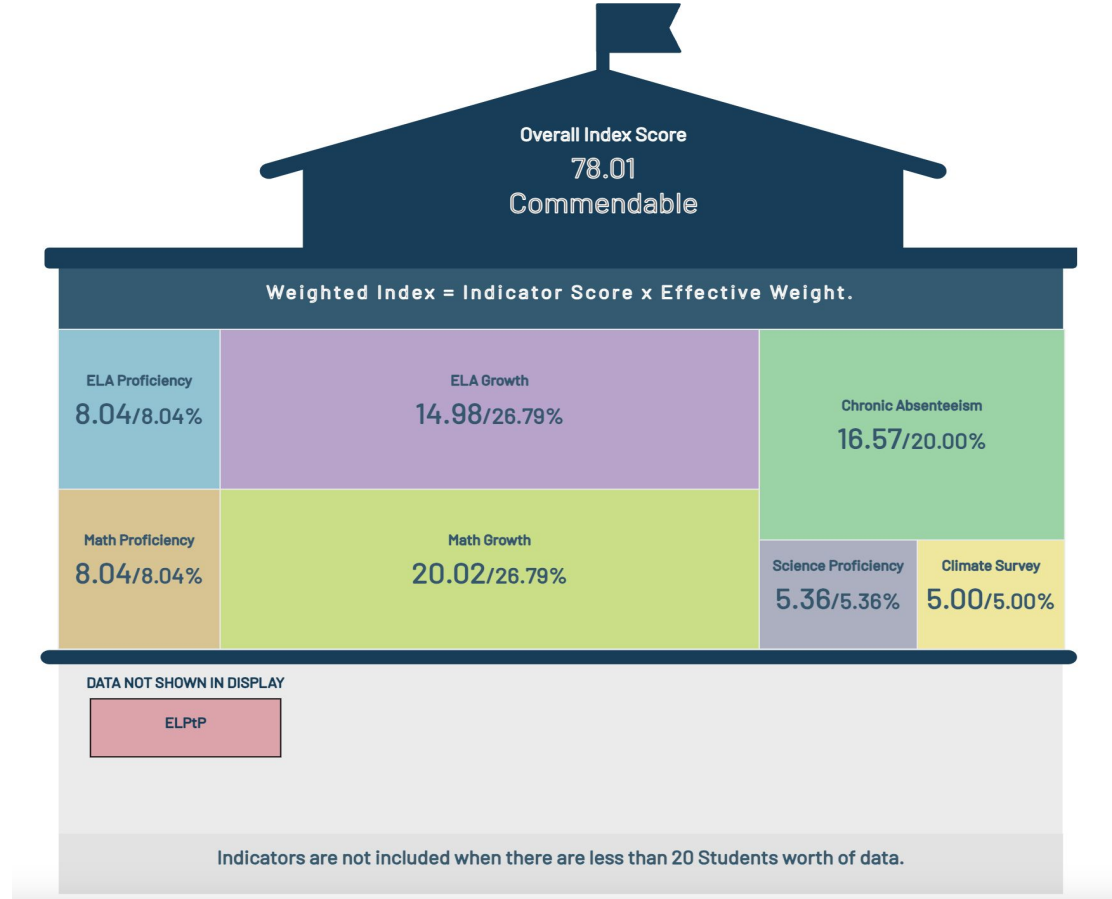 Overall Index Score
78.01
Commendable
Weighted Index = Indicator Score x Effective Weight.
ELA Proficiency
8.04/8.04%
ELA Growth
14.98/26.79%
Chronic Absenteeism
16.57/20.00%
Math Proficiency
8.04/8.04%
Math Growth
20.02/26.79%
Science Proficiency
5.36/5.36%
Climate Survey
5.00/5.00%
DATA NOT SHOWN IN DISPLAY
ELPtP
Indicators are not included when there are less than 20 Students worth of data.